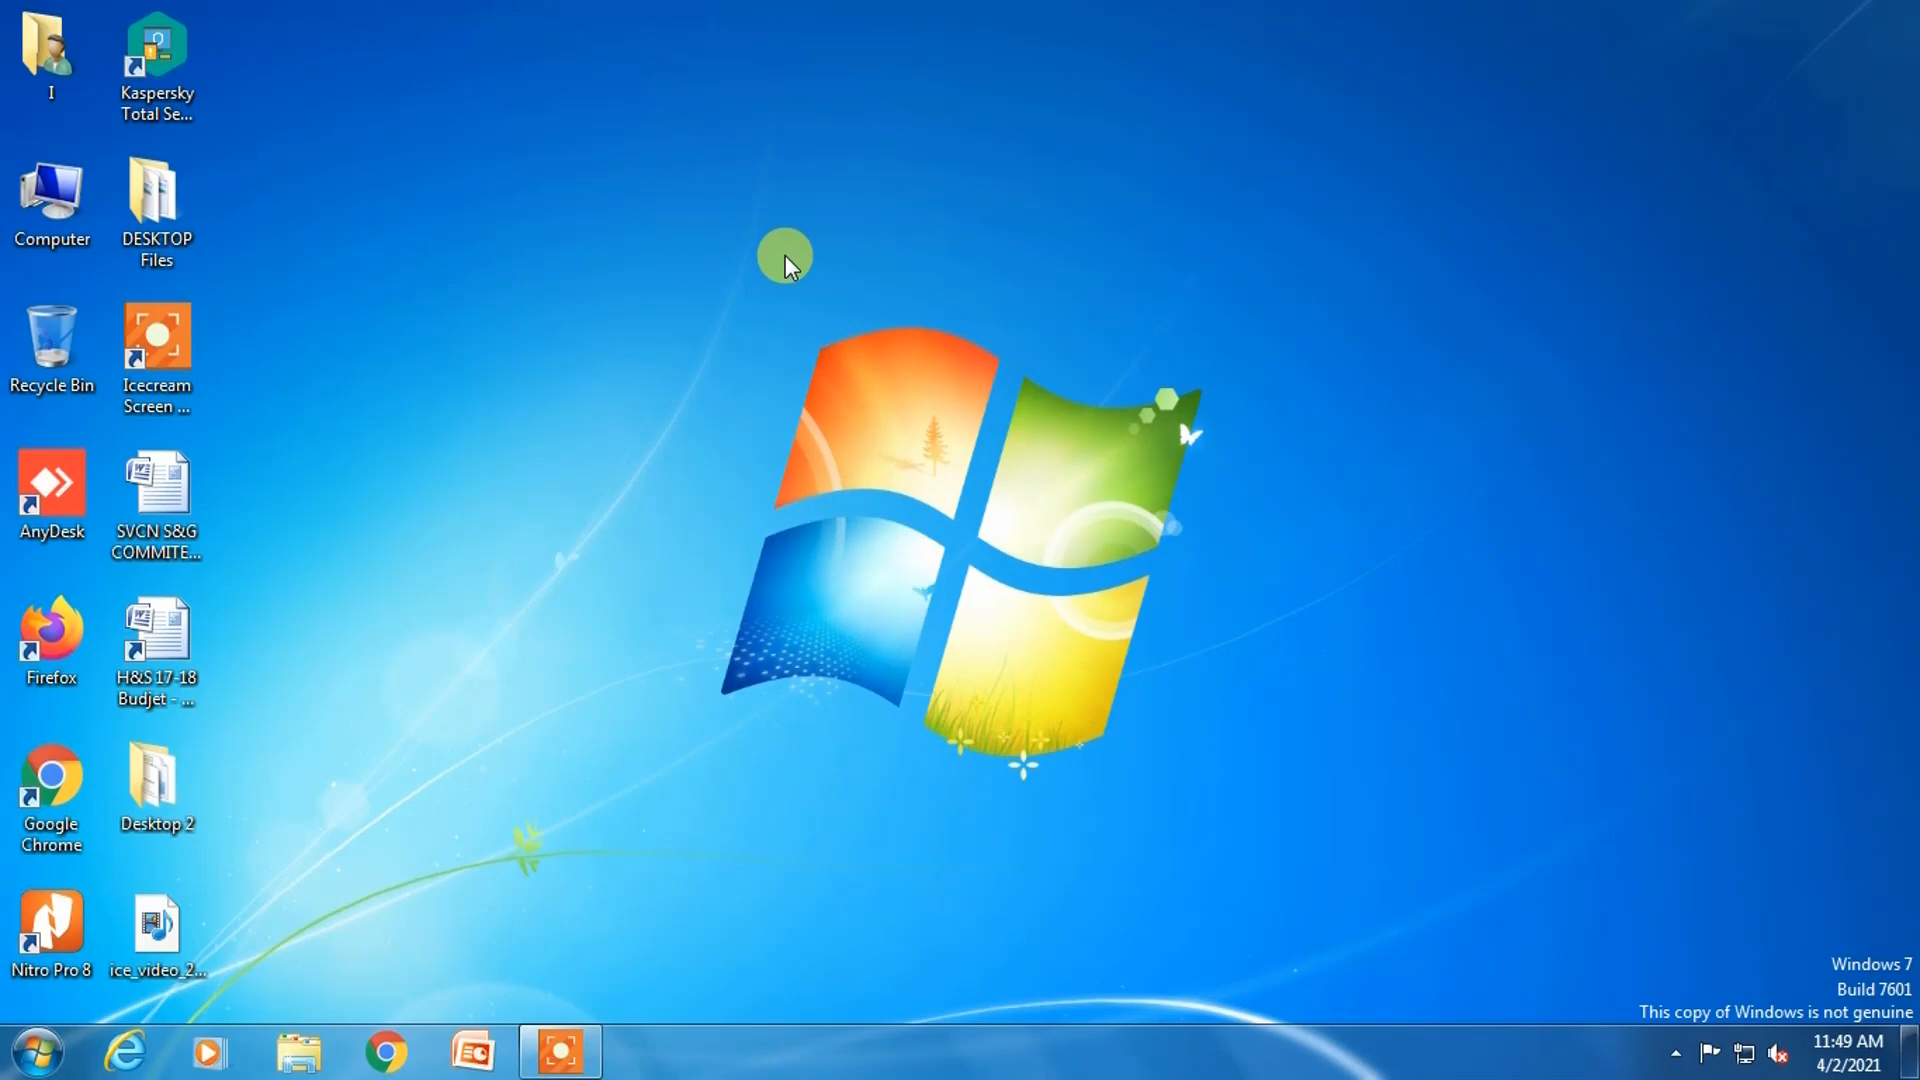 I
Kaspersky
Total Se...
Computer
DESKTOP
Files
Recycle Bin
Icecream
Screen ...
AnyDesk
SVCN S&G
COMMITE...
Firefox
H&S 17-18
Budjet - ...
Google
Chrome
Desktop 2
Nitro Pro 8
ice_video_2...
Windows 7
Build 7601
This copy of Windows is not genuine
11:49 AM
4/2/2021